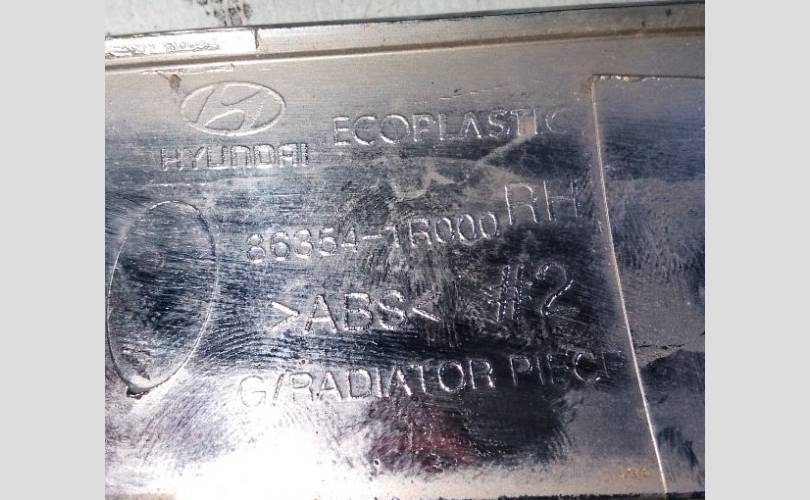 ECOPLASTIC
HYUNDAI
86354-1R000 RH
>ABS< #2
G/RADIATOR PIECE